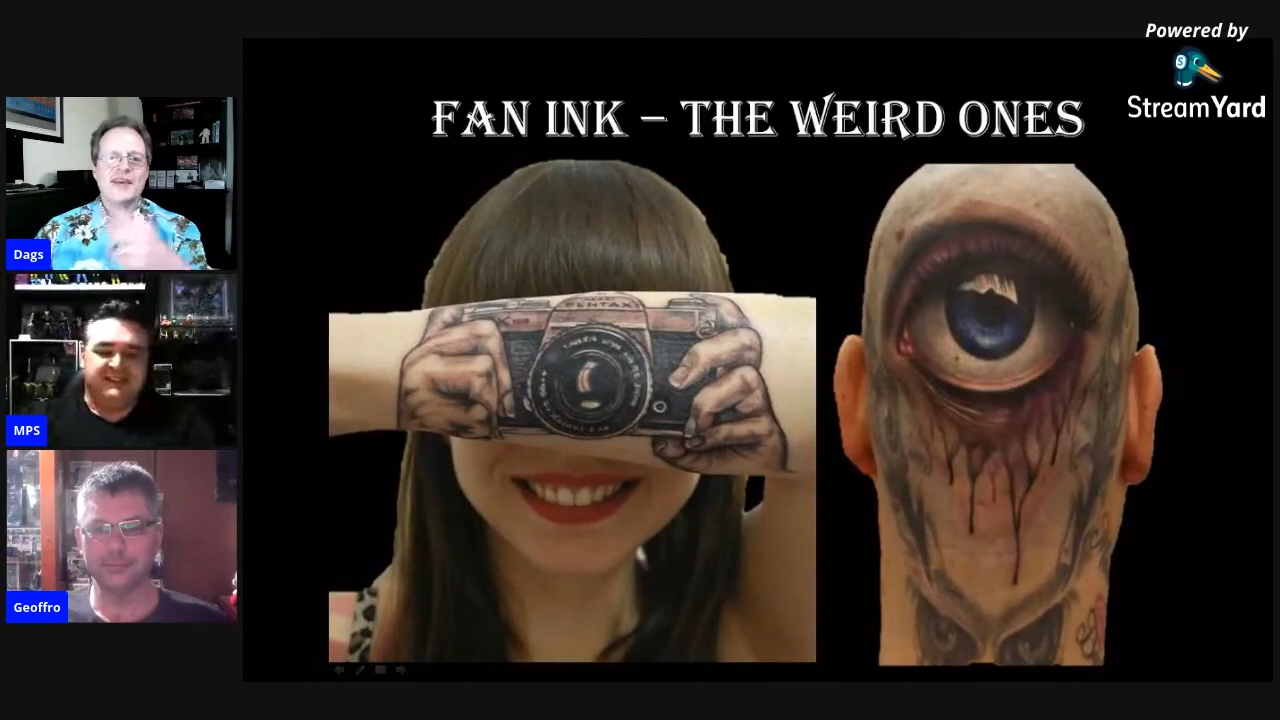 Powered by
StreamYard
FAN INK – THE WEIRD ONES
PENTAX
Dags
MPS
Geoffro